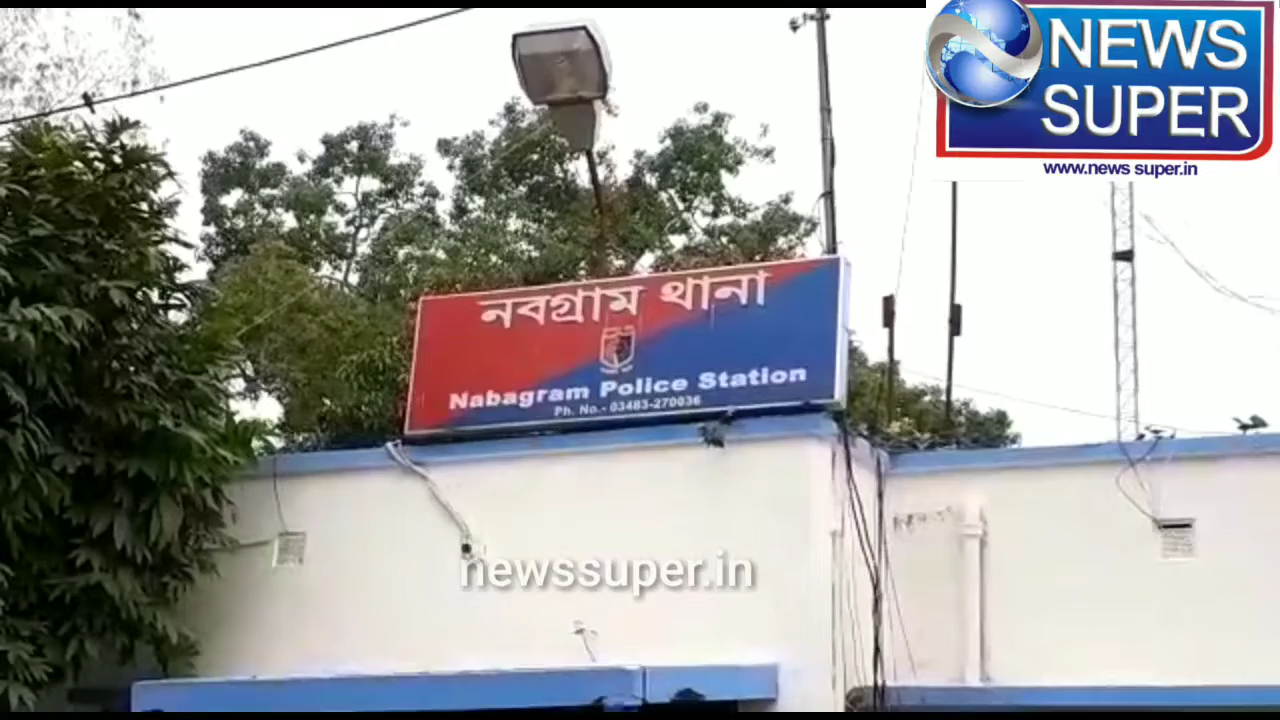 NEWS
SUPER
www.news super.in
নবগ্রাম থানা
Nabagram Police Station
Ph. No.- 03483-270036
newssuper.in